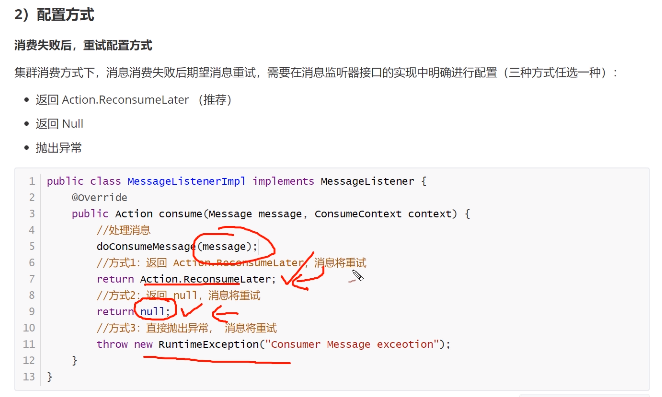 2）配置方式
消费失败后，重试配置方式
集群消费方式下，消息消费失败后期望消息重试，需要在消息监听器接口的实现中明确进行配置（三种方式任选一种）：
• 返回 Action.ReconsumeLater （推荐）
• 返回 Null
• 抛出异常
1 public class MessageListenerImpl implements MessageListener {
2 @Override
3 public Action consume(Message message, ConsumeContext context) {
4 //处理消息
5 doConsumeMessage(message);
6 //方式1：返回 Action.ReconsumeLater，消息将重试
7 return Action.ReconsumeLater;
8 //方式2：返回 null，消息将重试
9 return null;
10 //方式3：直接抛出异常， 消息将重试
11 throw new RuntimeException("Consumer Message exceotion");
12 }
13 }